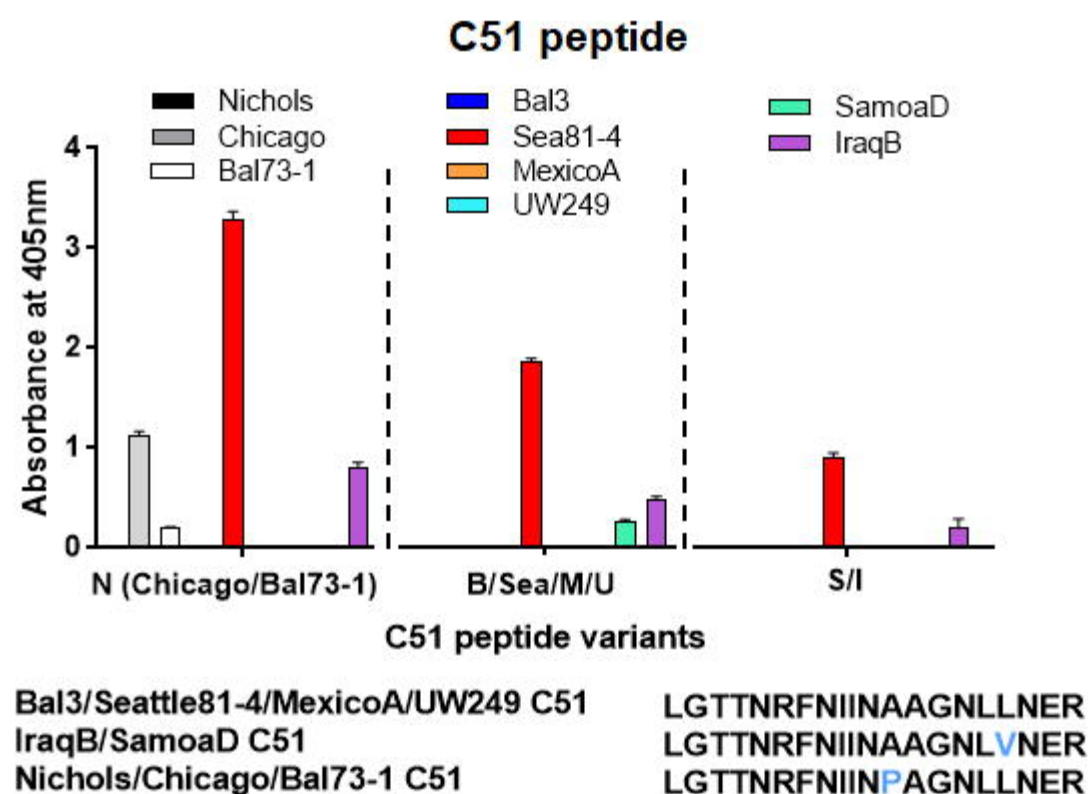 C51 peptide
Nichols
Chicago
Bal73-1
Bal3
Sea81-4
MexicoA
UW249
SamoaD
IraqB
Absorbance at 405nm
4
3
2
1
0
N (Chicago/Bal73-1)
B/Sea/M/U
S/I
C51 peptide variants
Bal3/Seattle81-4/MexicoA/UW249 C51 LGTTNRFNIINAAGNLLNER
IraqB/SamoaD C51 LGTTNRFNIINAAGNLVNER
Nichols/Chicago/Bal73-1 C51 LGTTNRFNIINPAGNLLNER